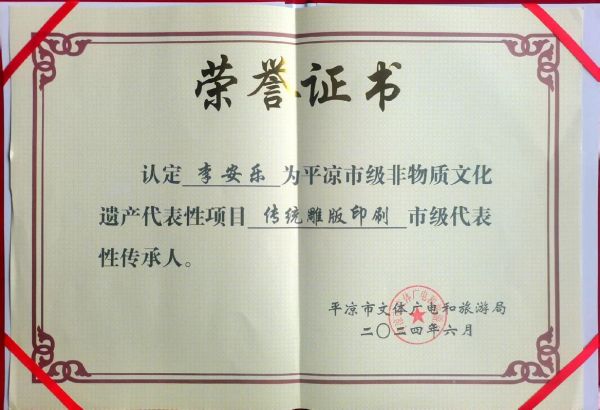 荣誉证书
认定 李安乐 为平凉市级非物质文化
遗产代表性项目 传统雕版印刷 市级代表
性传承人。
平凉市文体广电和旅游局
二〇二四年六月